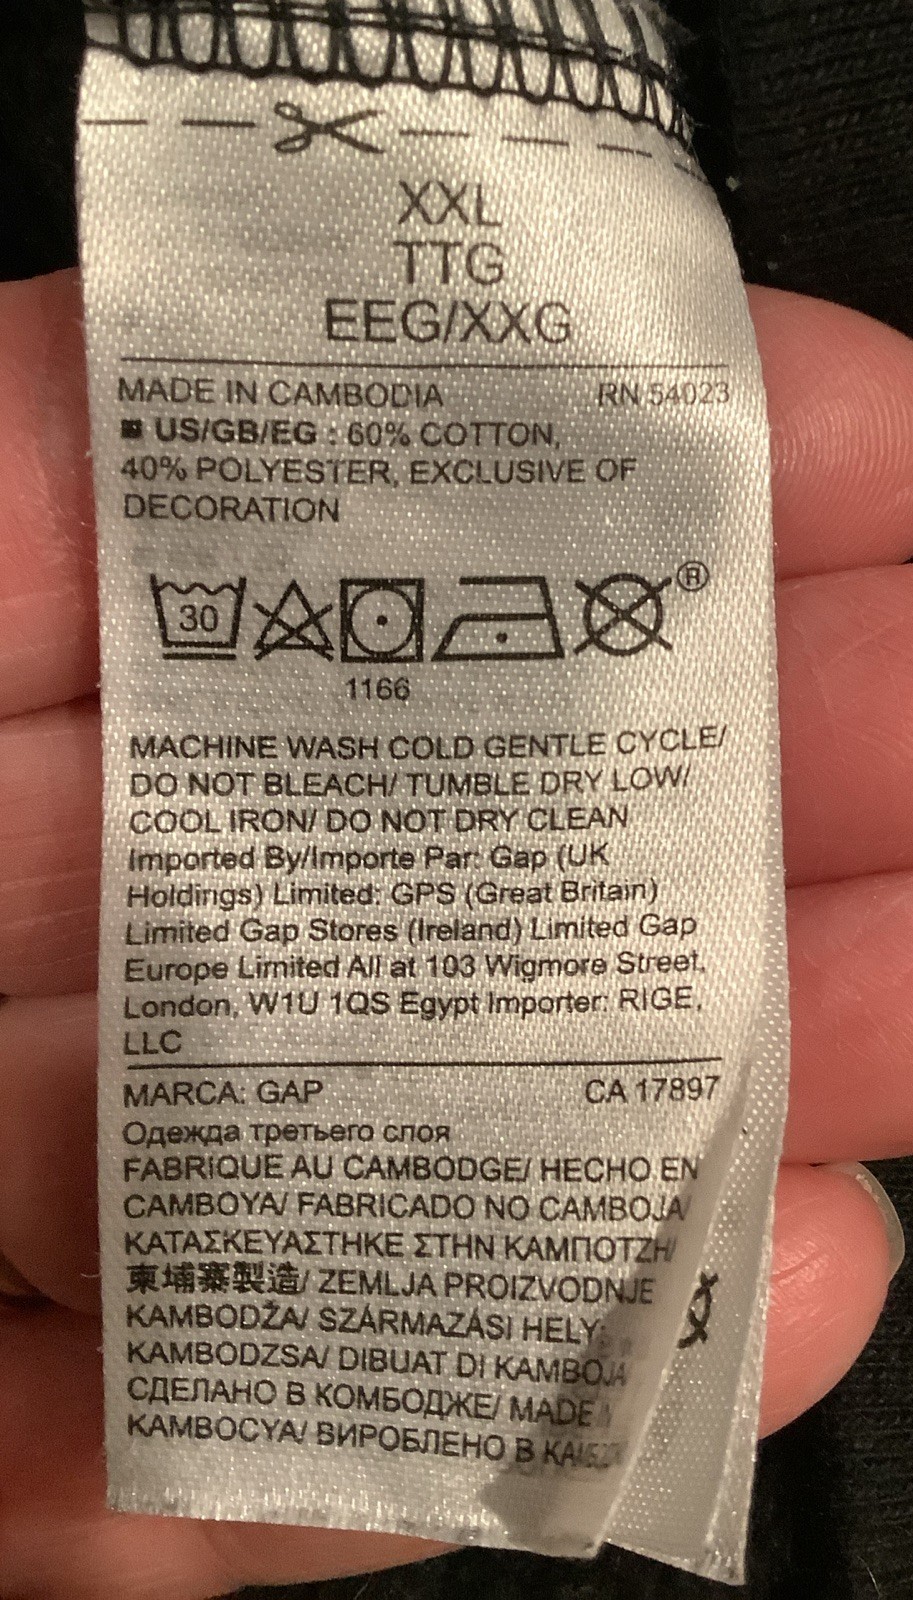 XXL
TTG
EEG/XXG
MADE IN CAMBODIA RN 54023
US/GB/EG : 60% COTTON,
40% POLYESTER, EXCLUSIVE OF
DECORATION
30
®
1166
MACHINE WASH COLD GENTLE CYCLE/
DO NOT BLEACH/ TUMBLE DRY LOW/
COOL IRON/ DO NOT DRY CLEAN
Imported By/Importe Par: Gap (UK
Holdings) Limited: GPS (Great Britain)
Limited Gap Stores (Ireland) Limited Gap
Europe Limited All at 103 Wigmore Street,
London, W1U 1QS Egypt Importer: RIGE,
LLC
MARCA: GAP CA 17897
Одежда третьего слоя
FABRIQUE AU CAMBODGE/ HECHO EN
CAMBOYA/ FABRICADO NO CAMBOJA/
ΚΑΤΑΣΚΕΥΑΣΤΗΚΕ ΣΤΗΝ ΚΑΜΠΟΤΖΗ/
柬埔寨製造/ ZEMLJA PROIZVODNJE
KAMBODŽA/ SZÁRMAZÁSI HELY:
KAMBODZSA/ DIBUAT DI KAMBOJA
СДЕЛАНО В КОМБОДЖЕ/ MADE
KAMBOCYA/ ВИРОБЛЕНО В